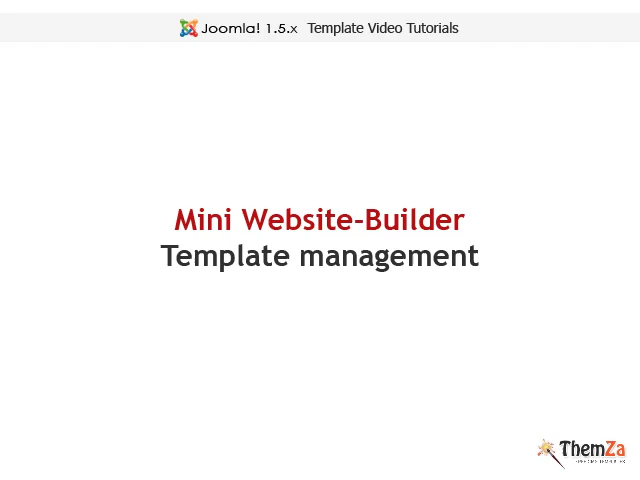 Joomla! 1.5.x Template Video Tutorials
Mini Website-Builder
Template management
ThemZa